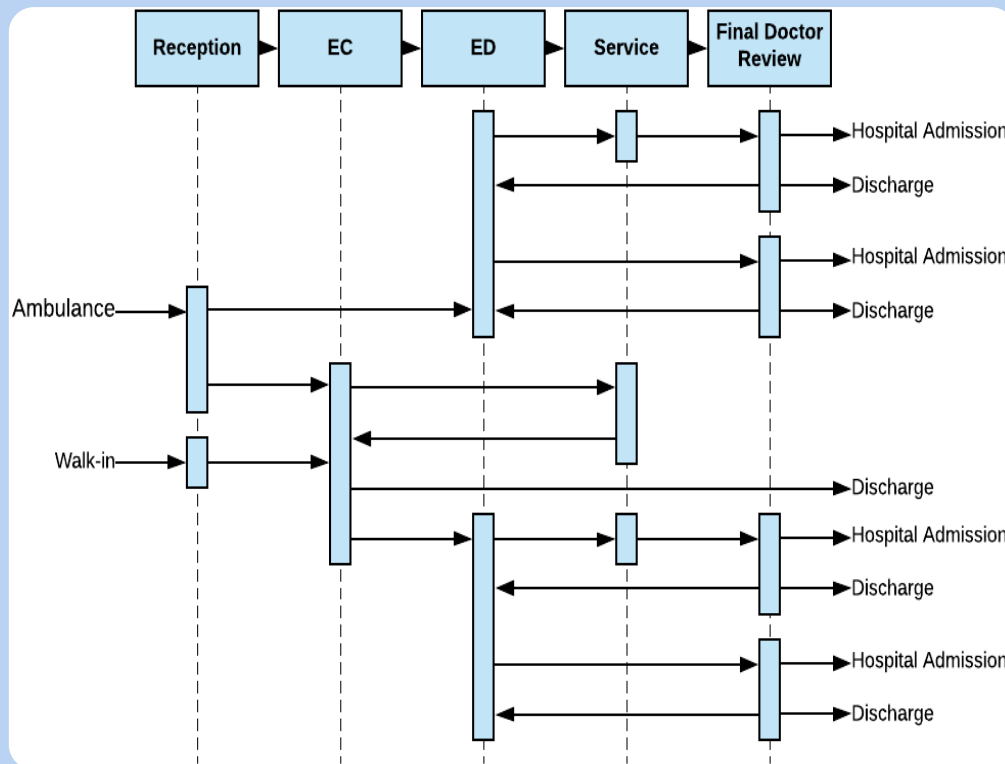 Reception
EC
ED
Service
Final Doctor
Review
Hospital Admission
Discharge
Hospital Admission
Ambulance
Discharge
Walk-in
Discharge
Hospital Admission
Discharge
Hospital Admission
Discharge